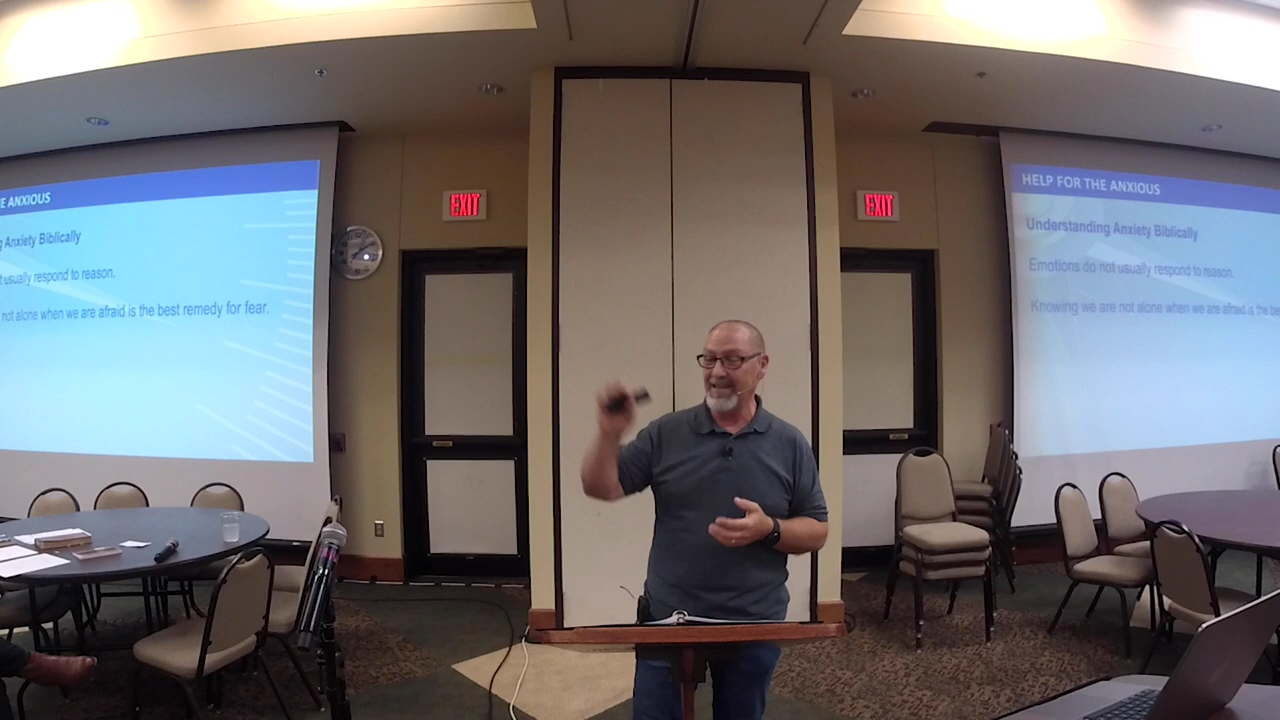 E ANXIOUS
g Anxiety Biblically
t usually respond to reason.
not alone when we are afraid is the best remedy for fear.
EXIT
EXIT
HELP FOR THE ANXIOUS
Understanding Anxiety Biblically
Emotions do not usually respond to reason.
Knowing we are not alone when we are afraid is the be